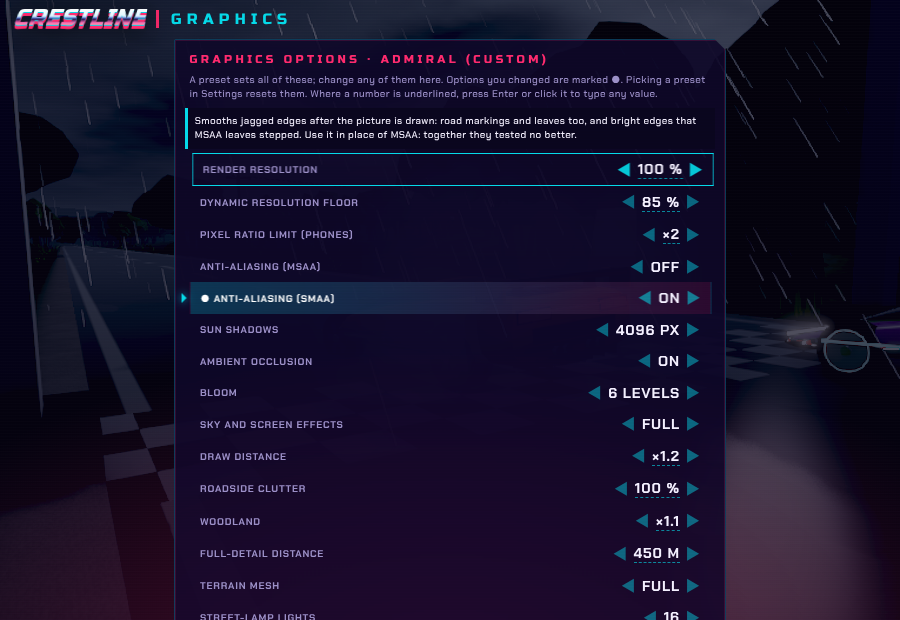 CRESTLINE | GRAPHICS
GRAPHICS OPTIONS · ADMIRAL (CUSTOM)
A preset sets all of these; change any of them here. Options you changed are marked ●. Picking a preset
in Settings resets them. Where a number is underlined, press Enter or click it to type any value.
Smooths jagged edges after the picture is drawn: road markings and leaves too, and bright edges that
MSAA leaves stepped. Use it in place of MSAA: together they tested no better.
RENDER RESOLUTION ◀ 100 % ▶
DYNAMIC RESOLUTION FLOOR ◀ 85 % ▶
PIXEL RATIO LIMIT (PHONES) ◀ ×2 ▶
ANTI-ALIASING (MSAA) ◀ OFF ▶
● ANTI-ALIASING (SMAA) ◀ ON ▶
SUN SHADOWS ◀ 4096 PX ▶
AMBIENT OCCLUSION ◀ ON ▶
BLOOM ◀ 6 LEVELS ▶
SKY AND SCREEN EFFECTS ◀ FULL ▶
DRAW DISTANCE ◀ ×1.2 ▶
ROADSIDE CLUTTER ◀ 100 % ▶
WOODLAND ◀ ×1.1 ▶
FULL-DETAIL DISTANCE ◀ 450 M ▶
TERRAIN MESH ◀ FULL ▶
STREET-LAMP LIGHTS ◀ 16 ▶